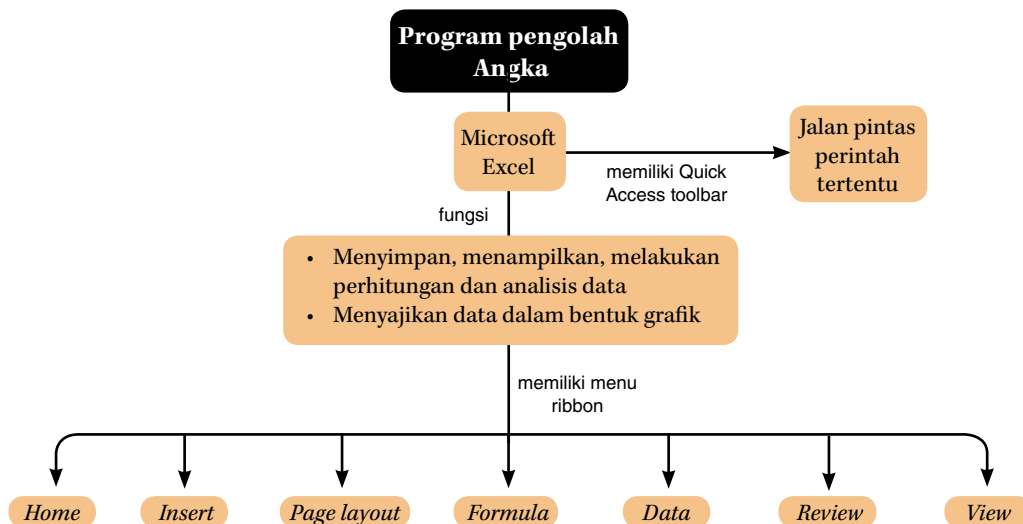 Program pengolah
Angka
Microsoft
Excel
memiliki Quick
Access toolbar
Jalan pintas
perintah
tertentu
fungsi
• Menyimpan, menampilkan, melakukan
perhitungan dan analisis data
• Menyajikan data dalam bentuk grafik
memiliki menu
ribbon
Home Insert Page layout Formula Data Review View